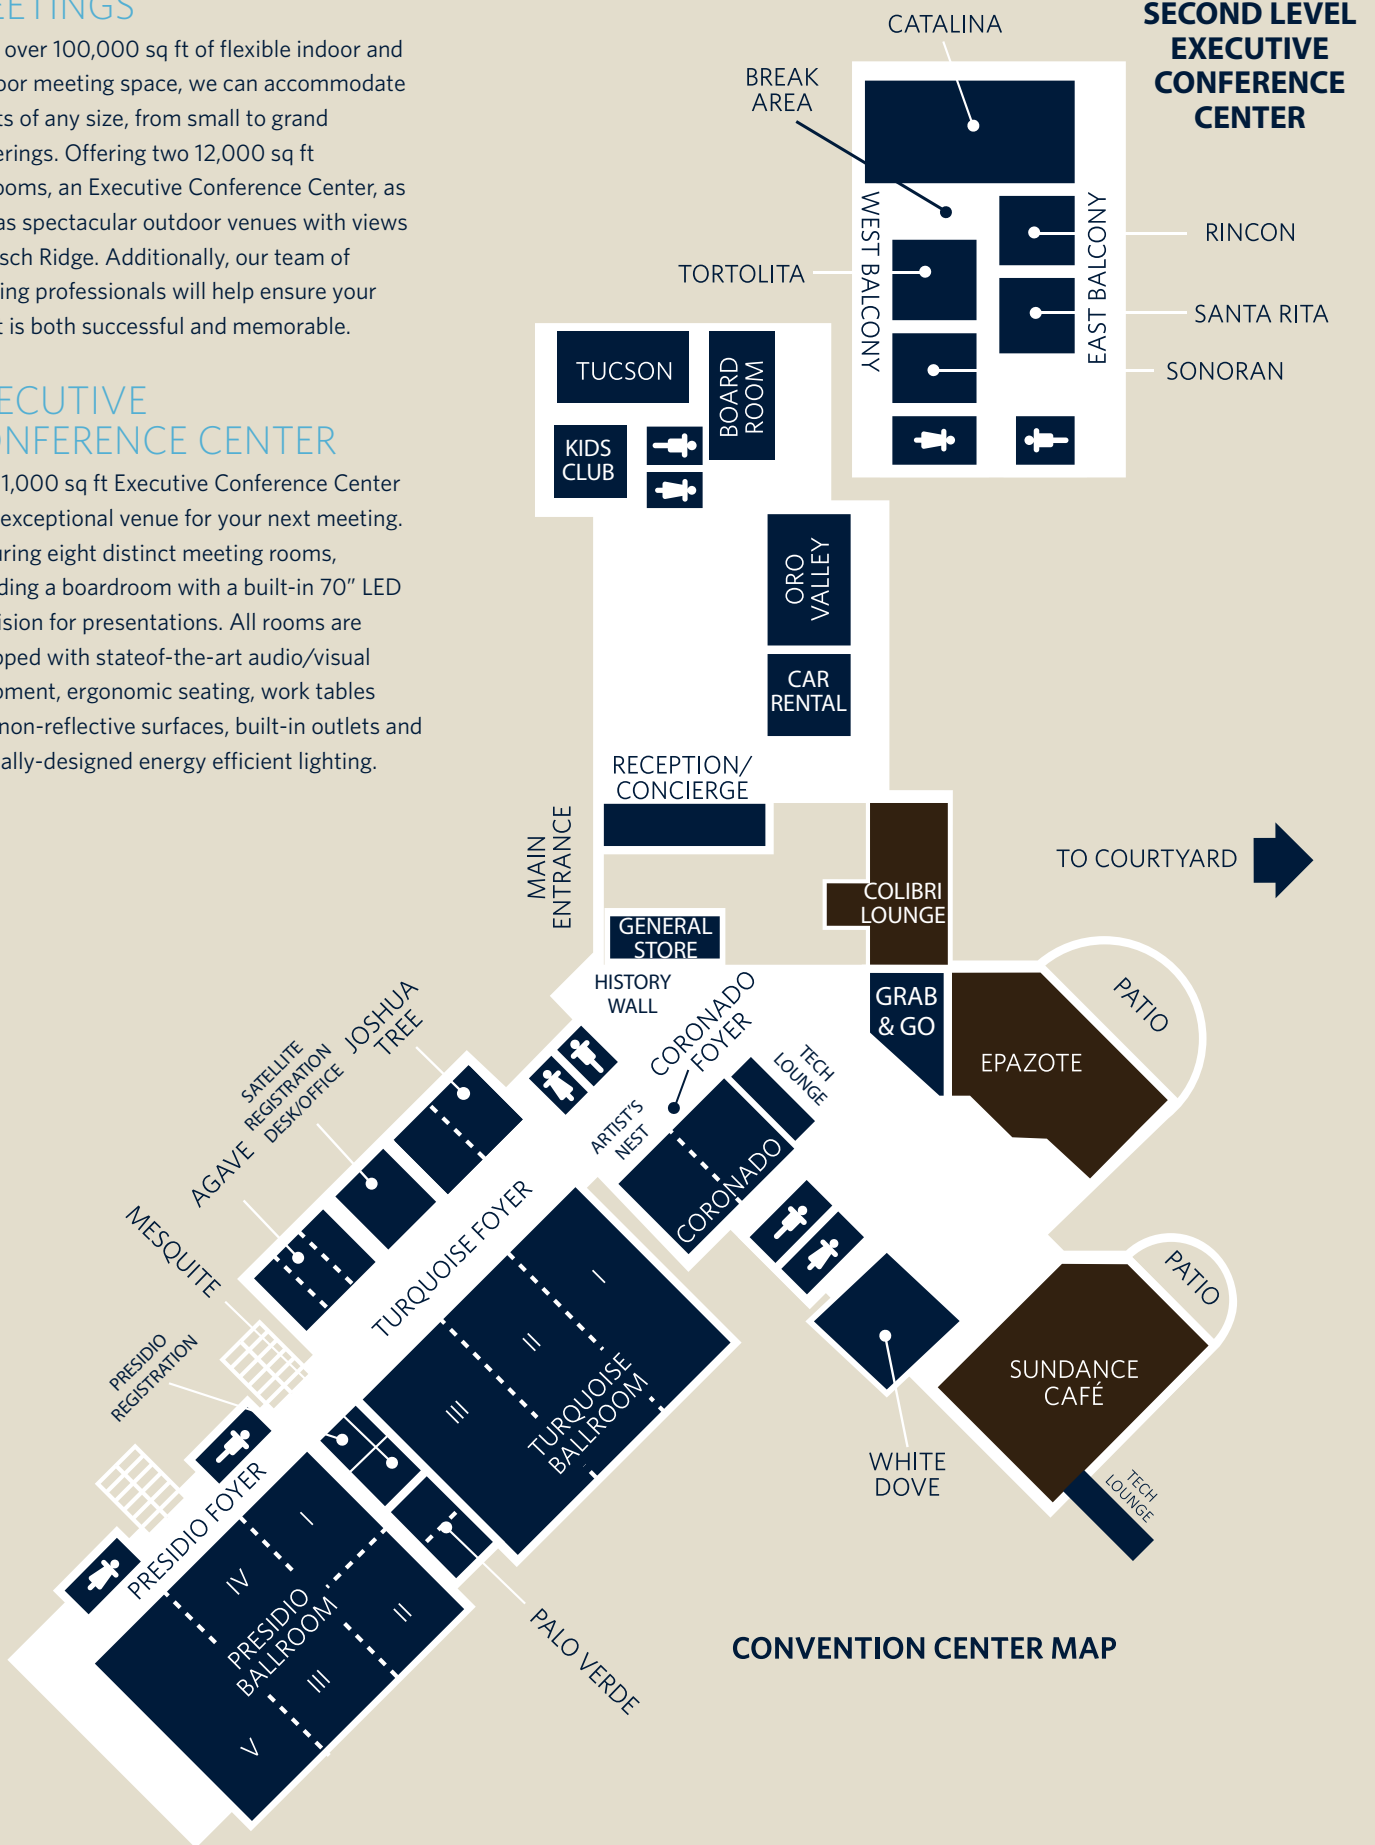 EETINGS
over 100,000 sq ft of flexible indoor and
oor meeting space, we can accommodate
ts of any size, from small to grand
erings. Offering two 12,000 sq ft
ooms, an Executive Conference Center, as
as spectacular outdoor venues with views
sch Ridge. Additionally, our team of
ing professionals will help ensure your
t is both successful and memorable.
ECUTIVE
ONFERENCE CENTER
1,000 sq ft Executive Conference Center
exceptional venue for your next meeting.
uring eight distinct meeting rooms,
ding a boardroom with a built-in 70” LED
ision for presentations. All rooms are
pped with stateof-the-art audio/visual
pment, ergonomic seating, work tables
non-reflective surfaces, built-in outlets and
ally-designed energy efficient lighting.
SECOND LEVEL
EXECUTIVE
CONFERENCE
CENTER
CATALINA
BREAK
AREA
WEST BALCONY
EAST BALCONY
RINCON
TORTOLITA
SANTA RITA
SONORAN
TUCSON
BOARD
ROOM
KIDS
CLUB
ORO
VALLEY
CAR
RENTAL
RECEPTION/
CONCIERGE
MAIN
ENTRANCE
TO COURTYARD
COLIBRI
LOUNGE
GENERAL
STORE
HISTORY
WALL
GRAB
& GO
PATIO
EPAZOTE
CORONADO
FOYER
TECH
LOUNGE
ARTIST'S
NEST
CORONADO
JOSHUA
TREE
SATELLITE
REGISTRATION
DESK/OFFICE
AGAVE
MESQUITE
TURQUOISE FOYER
PRESIDIO
REGISTRATION
I
II
III
TURQUOISE
BALLROOM
PATIO
SUNDANCE
CAFÉ
WHITE
DOVE
TECH
LOUNGE
PRESIDIO FOYER
I
IV
II
PRESIDIO
BALLROOM
III
V
PALO VERDE
CONVENTION CENTER MAP